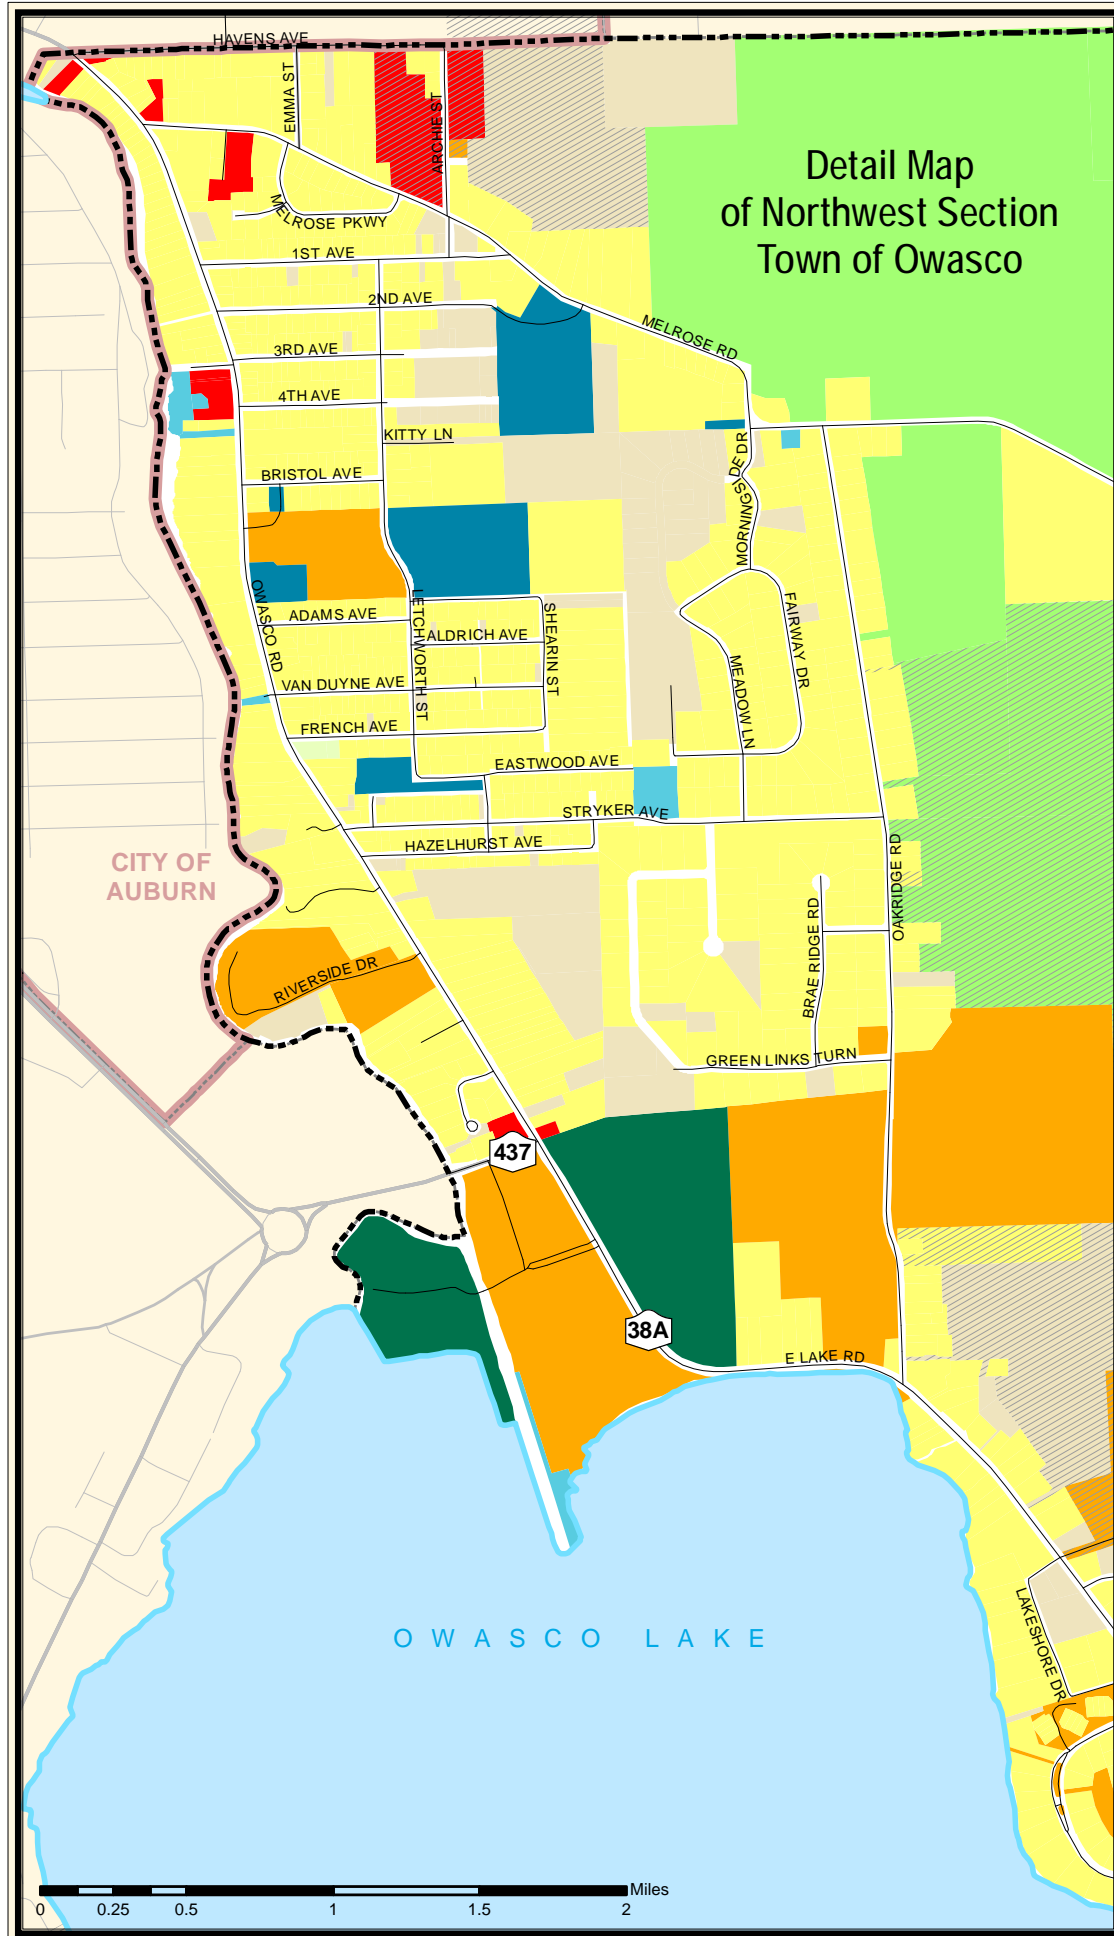 HAVENS AVE
EMMA ST
ARCHIE ST
Detail Map
of Northwest Section
Town of Owasco
MELROSE PKWY
1ST AVE
2ND AVE
MELROSE RD
3RD AVE
4TH AVE
KITTY LN
MORNINGSIDE DR
BRISTOL AVE
OWASCO RD
LETCHWORTH ST
ADAMS AVE
ALDRICH AVE
SHEARIN ST
FAIRWAY DR
MEADOW LN
VAN DUYNE AVE
FRENCH AVE
EASTWOOD AVE
STRYKER AVE
HAZELHURST AVE
CITY OF
AUBURN
OAKRIDGE RD
BRAE RIDGE RD
RIVERSIDE DR
GREEN LINKS TURN
437
38A
E LAKE RD
LAKESHORE DR
OWASCO LAKE
Miles
0 0.25 0.5 1 1.5 2